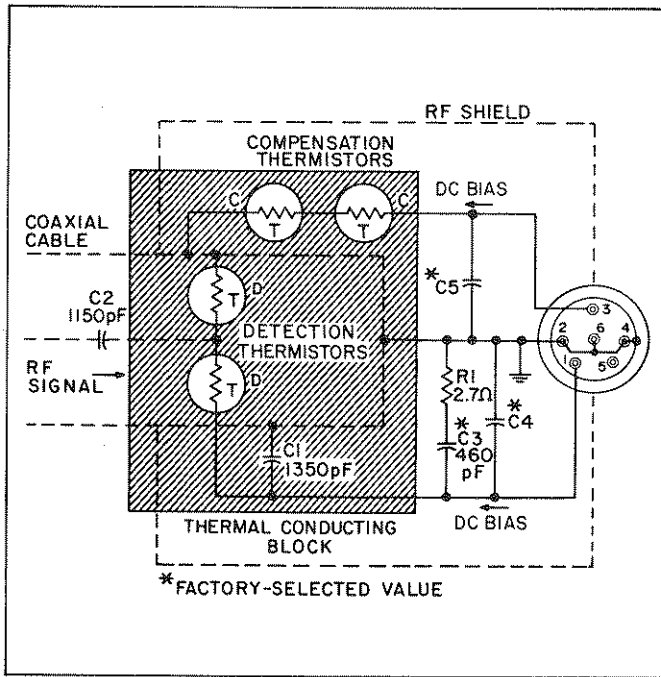 RF SHIELD
COMPENSATION
THERMISTORS
C
C
T
T
DC BIAS
COAXIAL
CABLE
*C5
3
C2
1150pF
T
D
2
6
4
DETECTION
THERMISTORS
1
5
RF
SIGNAL
T
D
R1
2.7Ω
*
C4
*
C3
460
pF
C1
1350pF
DC BIAS
THERMAL CONDUCTING
BLOCK
*FACTORY-SELECTED VALUE